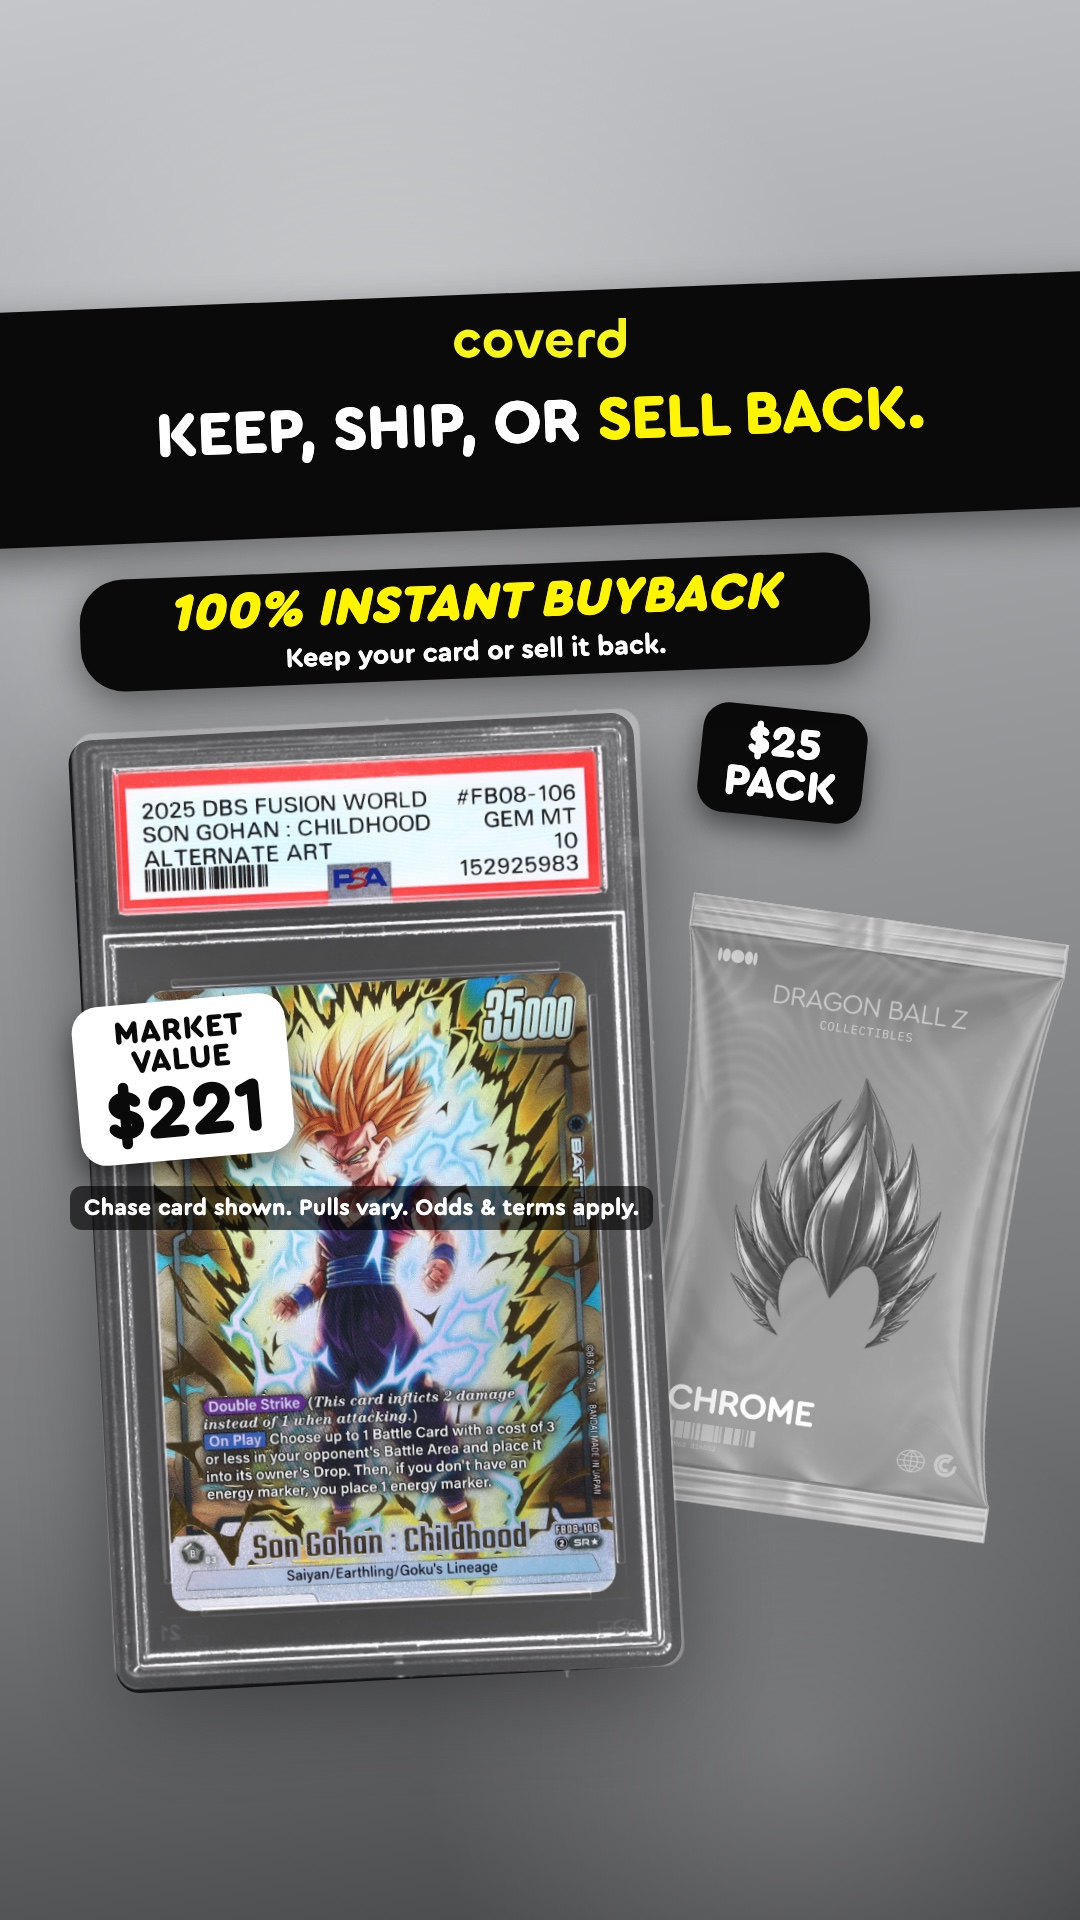 coverd
KEEP, SHIP, OR SELL BACK.
100% INSTANT BUYBACK
Keep your card or sell it back.
$25
PACK
2025 DBS FUSION WORLD #FB08-106
SON GOHAN : CHILDHOOD GEM MT
ALTERNATE ART 10
PSA 152925983
35000
MARKET
VALUE
$221
Chase card shown. Pulls vary. Odds & terms apply.
Double Strike (This card inflicts 2 damage
instead of 1 when attacking.)
On Play Choose up to 1 Battle Card with a cost of 3
or less in your opponent's Battle Area and place it
into its owner's Drop. Then, if you don't have an
energy marker, you place 1 energy marker.
BANDAI MADE IN JAPAN
Son Gohan : Childhood
FB08-106
2 SR★
Saiyan/Earthling/Goku's Lineage
DRAGON BALL Z
COLLECTIBLES
CHROME